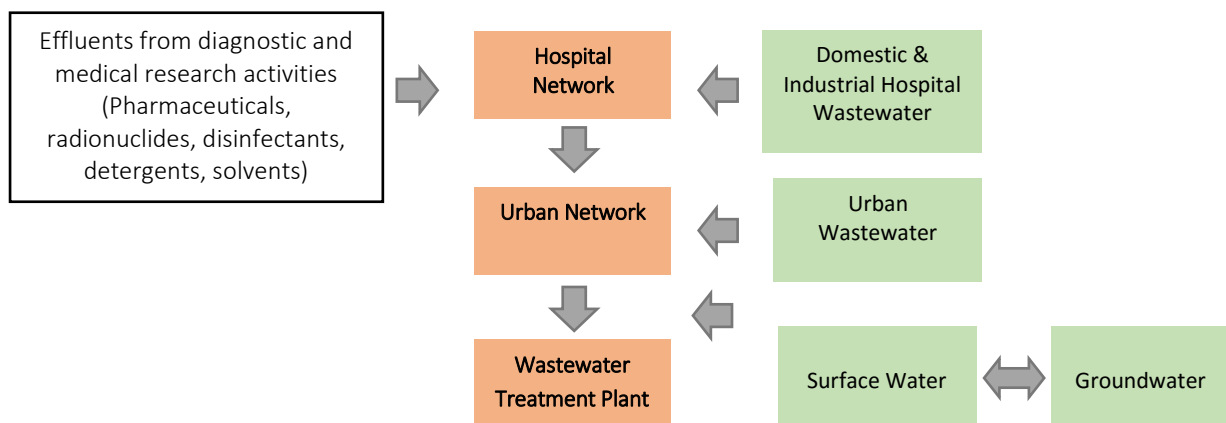 Effluents from diagnostic and
medical research activities
(Pharmaceuticals,
radionuclides, disinfectants,
detergents, solvents)
Hospital
Network
Domestic &
Industrial Hospital
Wastewater
Urban Network
Urban
Wastewater
Wastewater
Treatment Plant
Surface Water
Groundwater